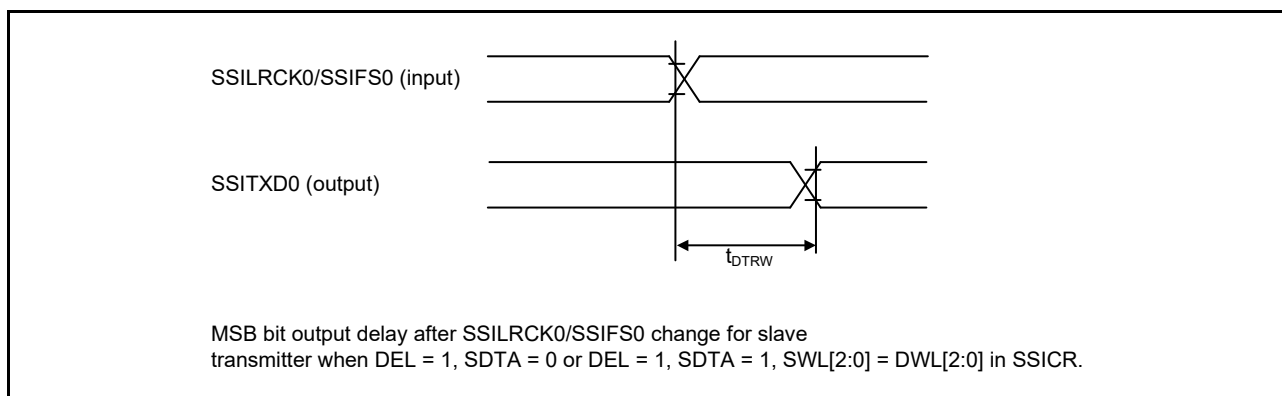 SSILRCK0/SSIFS0 (input)
SSITXD0 (output)
tDTRW
MSB bit output delay after SSILRCK0/SSIFS0 change for slave
transmitter when DEL = 1, SDTA = 0 or DEL = 1, SDTA = 1, SWL[2:0] = DWL[2:0] in SSICR.